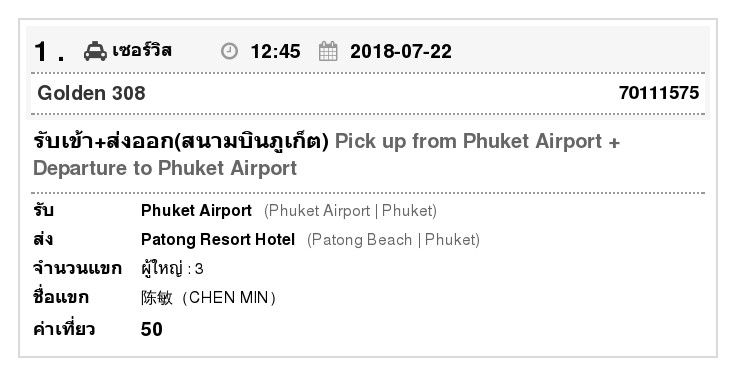 1 . เซอร์วิส 12:45 2018-07-22
Golden 308 70111575
รับเข้า+ส่งออก(สนามบินภูเก็ต) Pick up from Phuket Airport +
Departure to Phuket Airport
รับ Phuket Airport (Phuket Airport | Phuket)
ส่ง Patong Resort Hotel (Patong Beach | Phuket)
จำนวนแขก ผู้ใหญ่ : 3
ชื่อแขก 陈敏（CHEN MIN）
ค่าเที่ยว 50